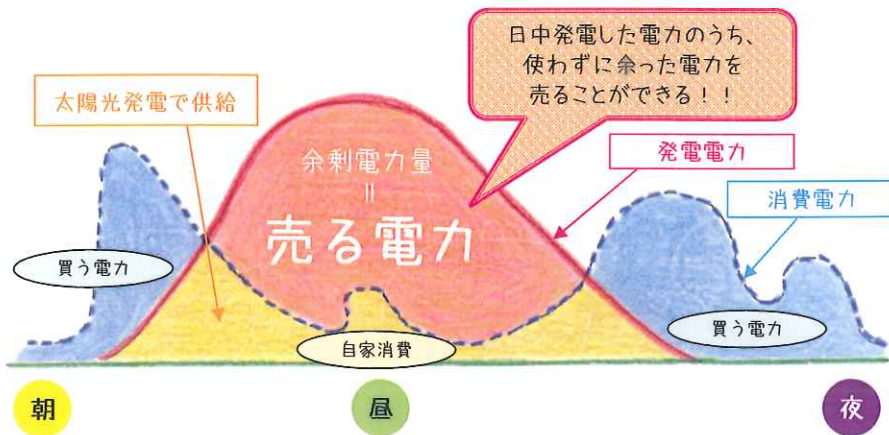 日中発電した電力のうち、
使わずに余った電力を
売ることができる！！
太陽光発電で供給
発電電力
余剰電力量
＝
売る電力
消費電力
買う電力
買う電力
自家消費
朝
昼
夜